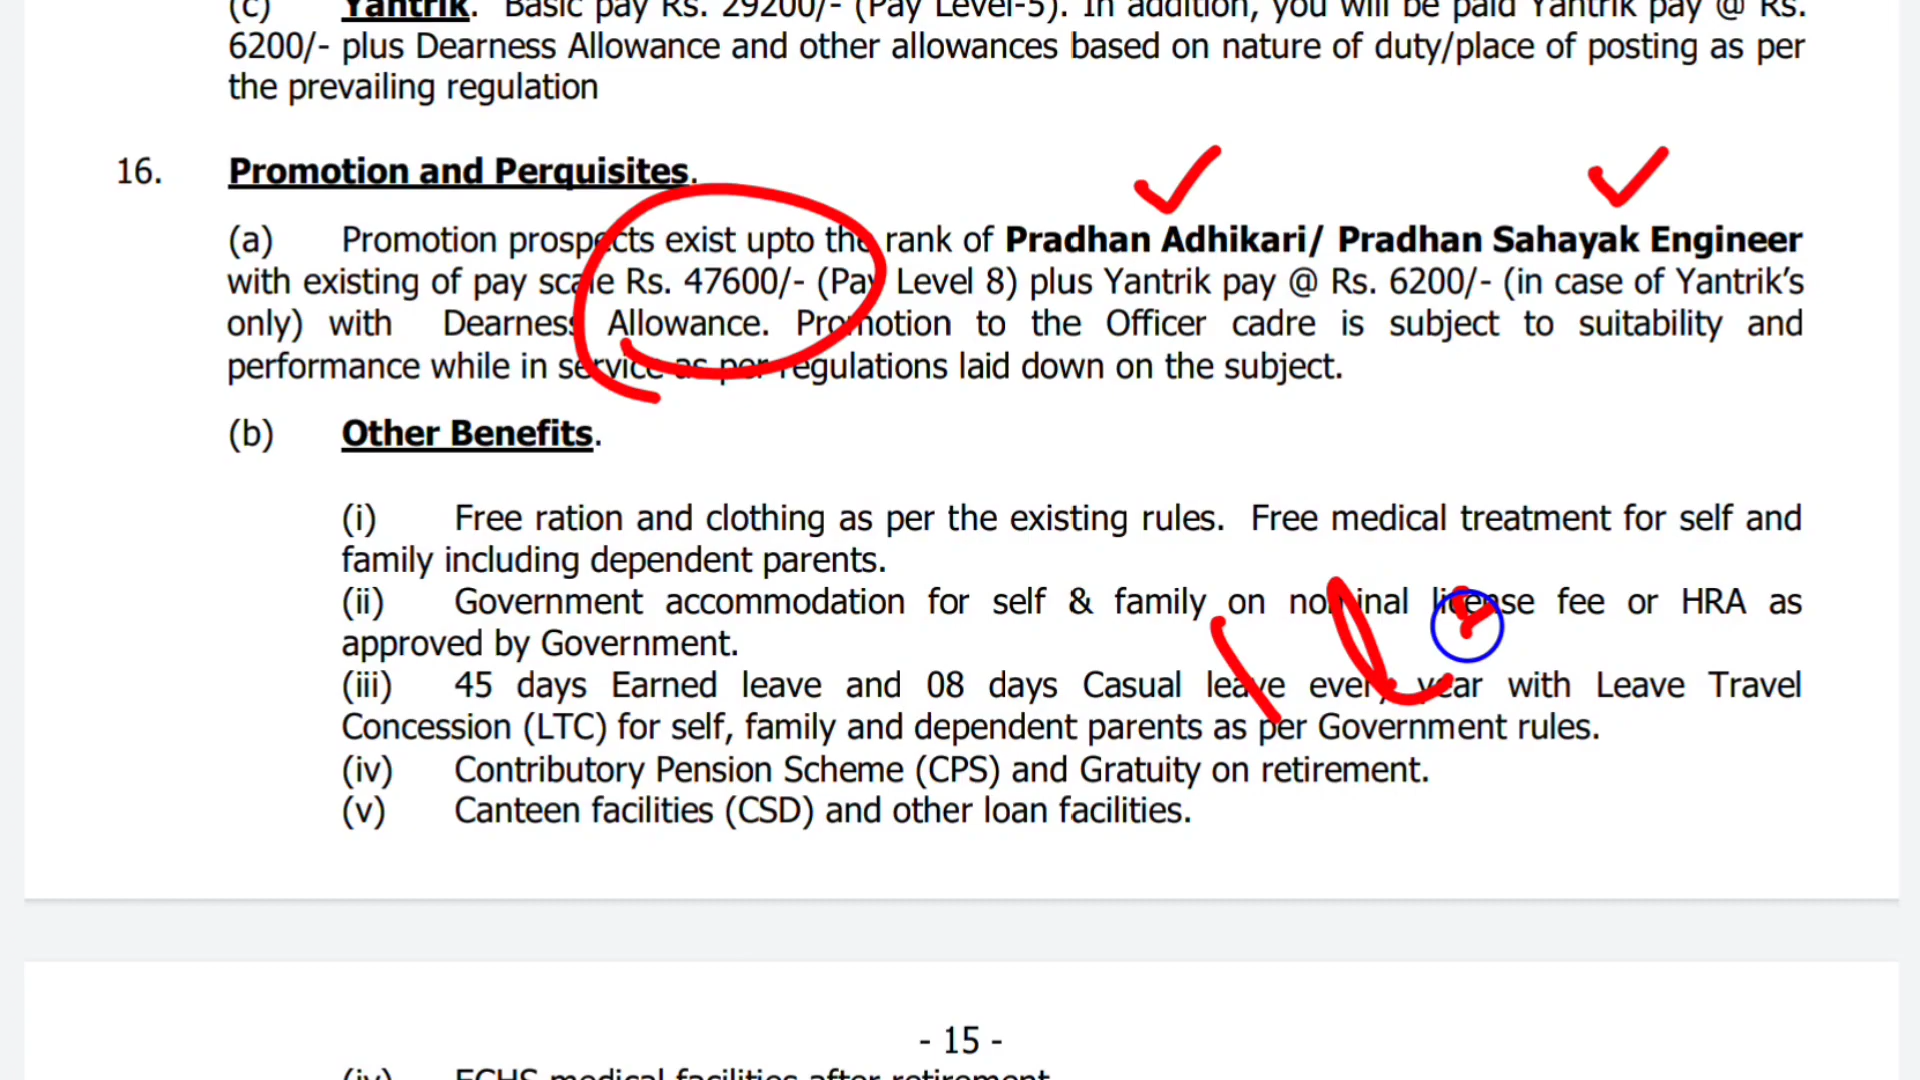 (c) Yantrik. Basic pay Rs. 29200/- (Pay Level-5). In addition, you will be paid Yantrik pay @ Rs.
6200/- plus Dearness Allowance and other allowances based on nature of duty/place of posting as per
the prevailing regulation
16. Promotion and Perquisites.
(a) Promotion prospects exist upto the rank of Pradhan Adhikari/ Pradhan Sahayak Engineer
with existing of pay scale Rs. 47600/- (Pay Level 8) plus Yantrik pay @ Rs. 6200/- (in case of Yantrik’s
only) with Dearness Allowance. Promotion to the Officer cadre is subject to suitability and
performance while in service as per regulations laid down on the subject.
(b) Other Benefits.
(i) Free ration and clothing as per the existing rules. Free medical treatment for self and
family including dependent parents.
(ii) Government accommodation for self & family on nominal license fee or HRA as
approved by Government.
(iii) 45 days Earned leave and 08 days Casual leave every year with Leave Travel
Concession (LTC) for self, family and dependent parents as per Government rules.
(iv) Contributory Pension Scheme (CPS) and Gratuity on retirement.
(v) Canteen facilities (CSD) and other loan facilities.
- 15 -
(iv) ECHS medical facilities after retirement